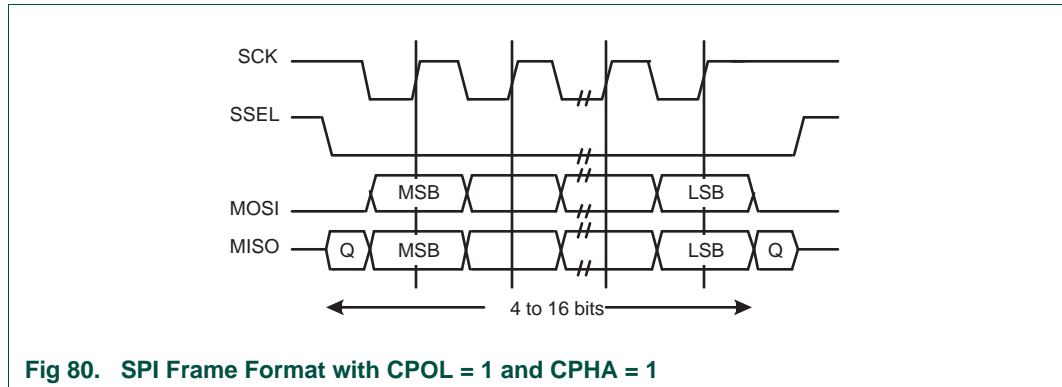 SCK
SSEL
MOSI MSB LSB
MISO Q MSB LSB Q
4 to 16 bits
Fig 80. SPI Frame Format with CPOL = 1 and CPHA = 1